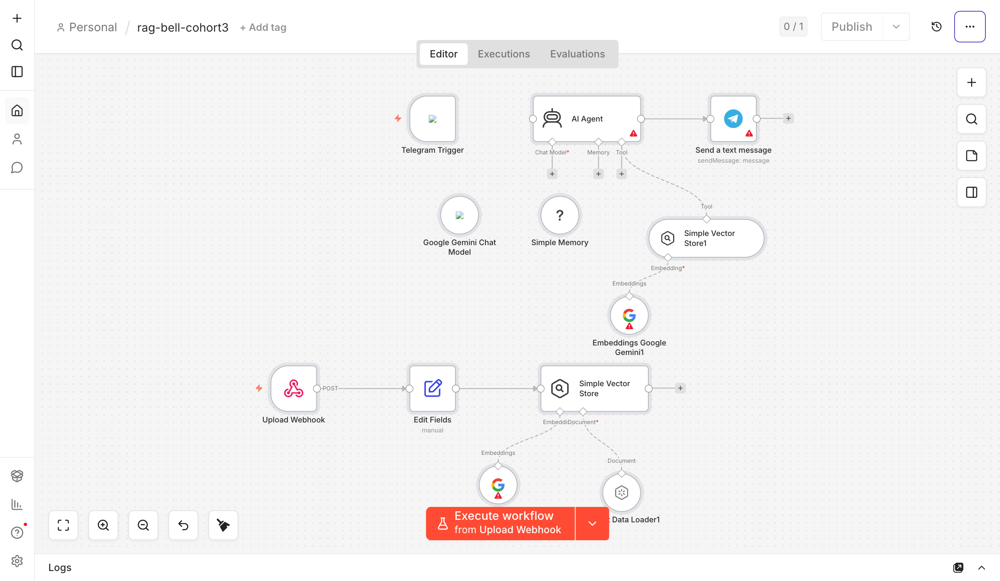 Personal / rag-bell-cohort3 + Add tag
0 / 1
Publish
Editor Executions Evaluations
Telegram Trigger
AI Agent
Chat Model*
Memory
Tool
Send a text message
sendMessage: message
Google Gemini Chat
Model
?
Simple Memory
Tool
Simple Vector
Store1
Embedding*
Embeddings
Embeddings Google
Gemini1
Upload Webhook
POST
Edit Fields
manual
Simple Vector
Store
Embeddi
Document*
Embeddings
Document
Data Loader1
Execute workflow
from Upload Webhook
Logs